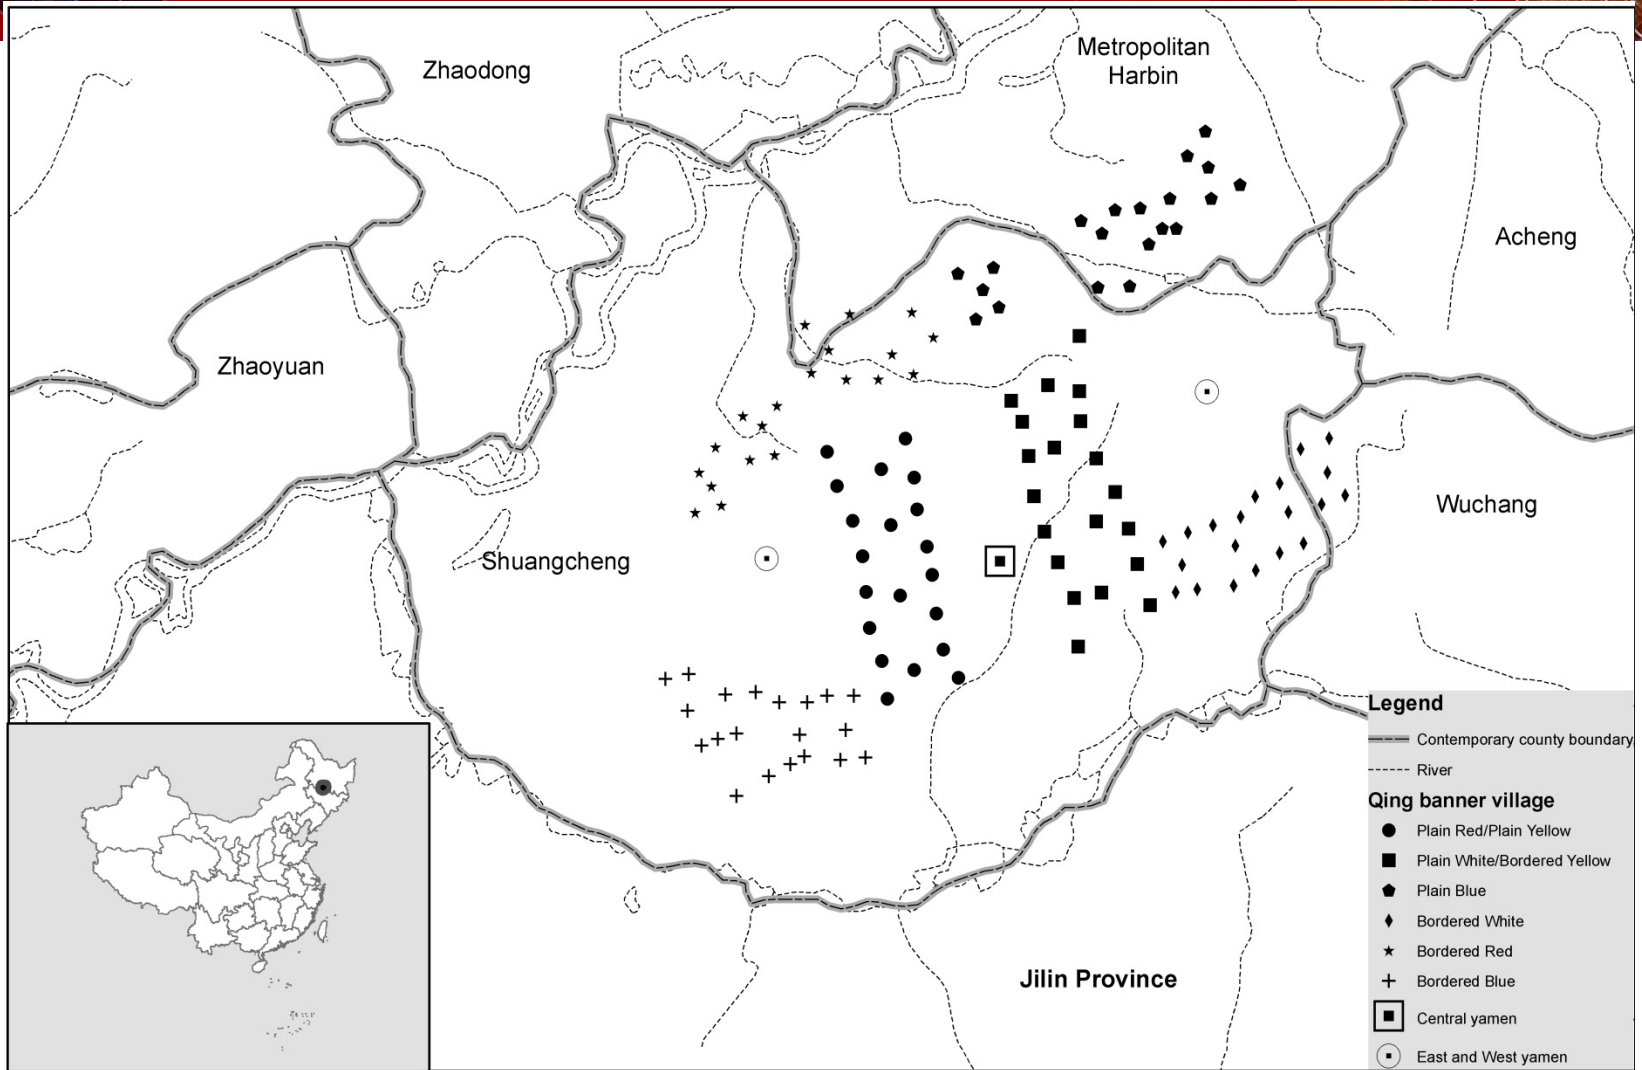 Zhaodong
Metropolitan
Harbin
Acheng
Zhaoyuan
Wuchang
Shuangcheng
Jilin Province
Legend
Contemporary county boundary
River
Qing banner village
Plain Red/Plain Yellow
Plain White/Bordered Yellow
Plain Blue
Bordered White
Bordered Red
Bordered Blue
Central yamen
East and West yamen